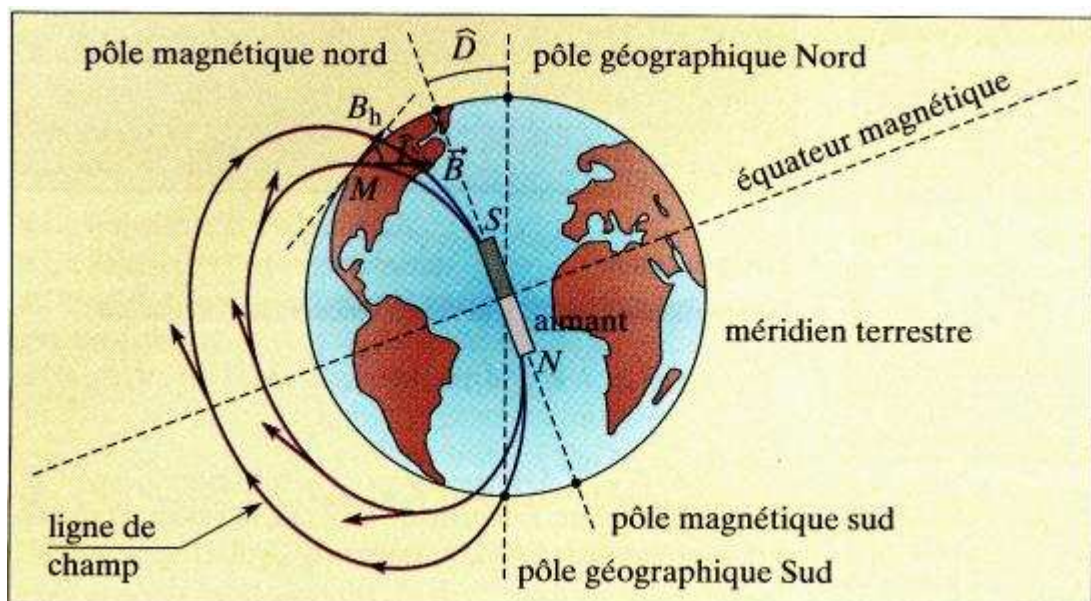 pôle magnétique nord
D̂
pôle géographique Nord
équateur magnétique
B_h
Î
B⃗
M
S
aimant
N
méridien terrestre
ligne de
champ
pôle magnétique sud
pôle géographique Sud